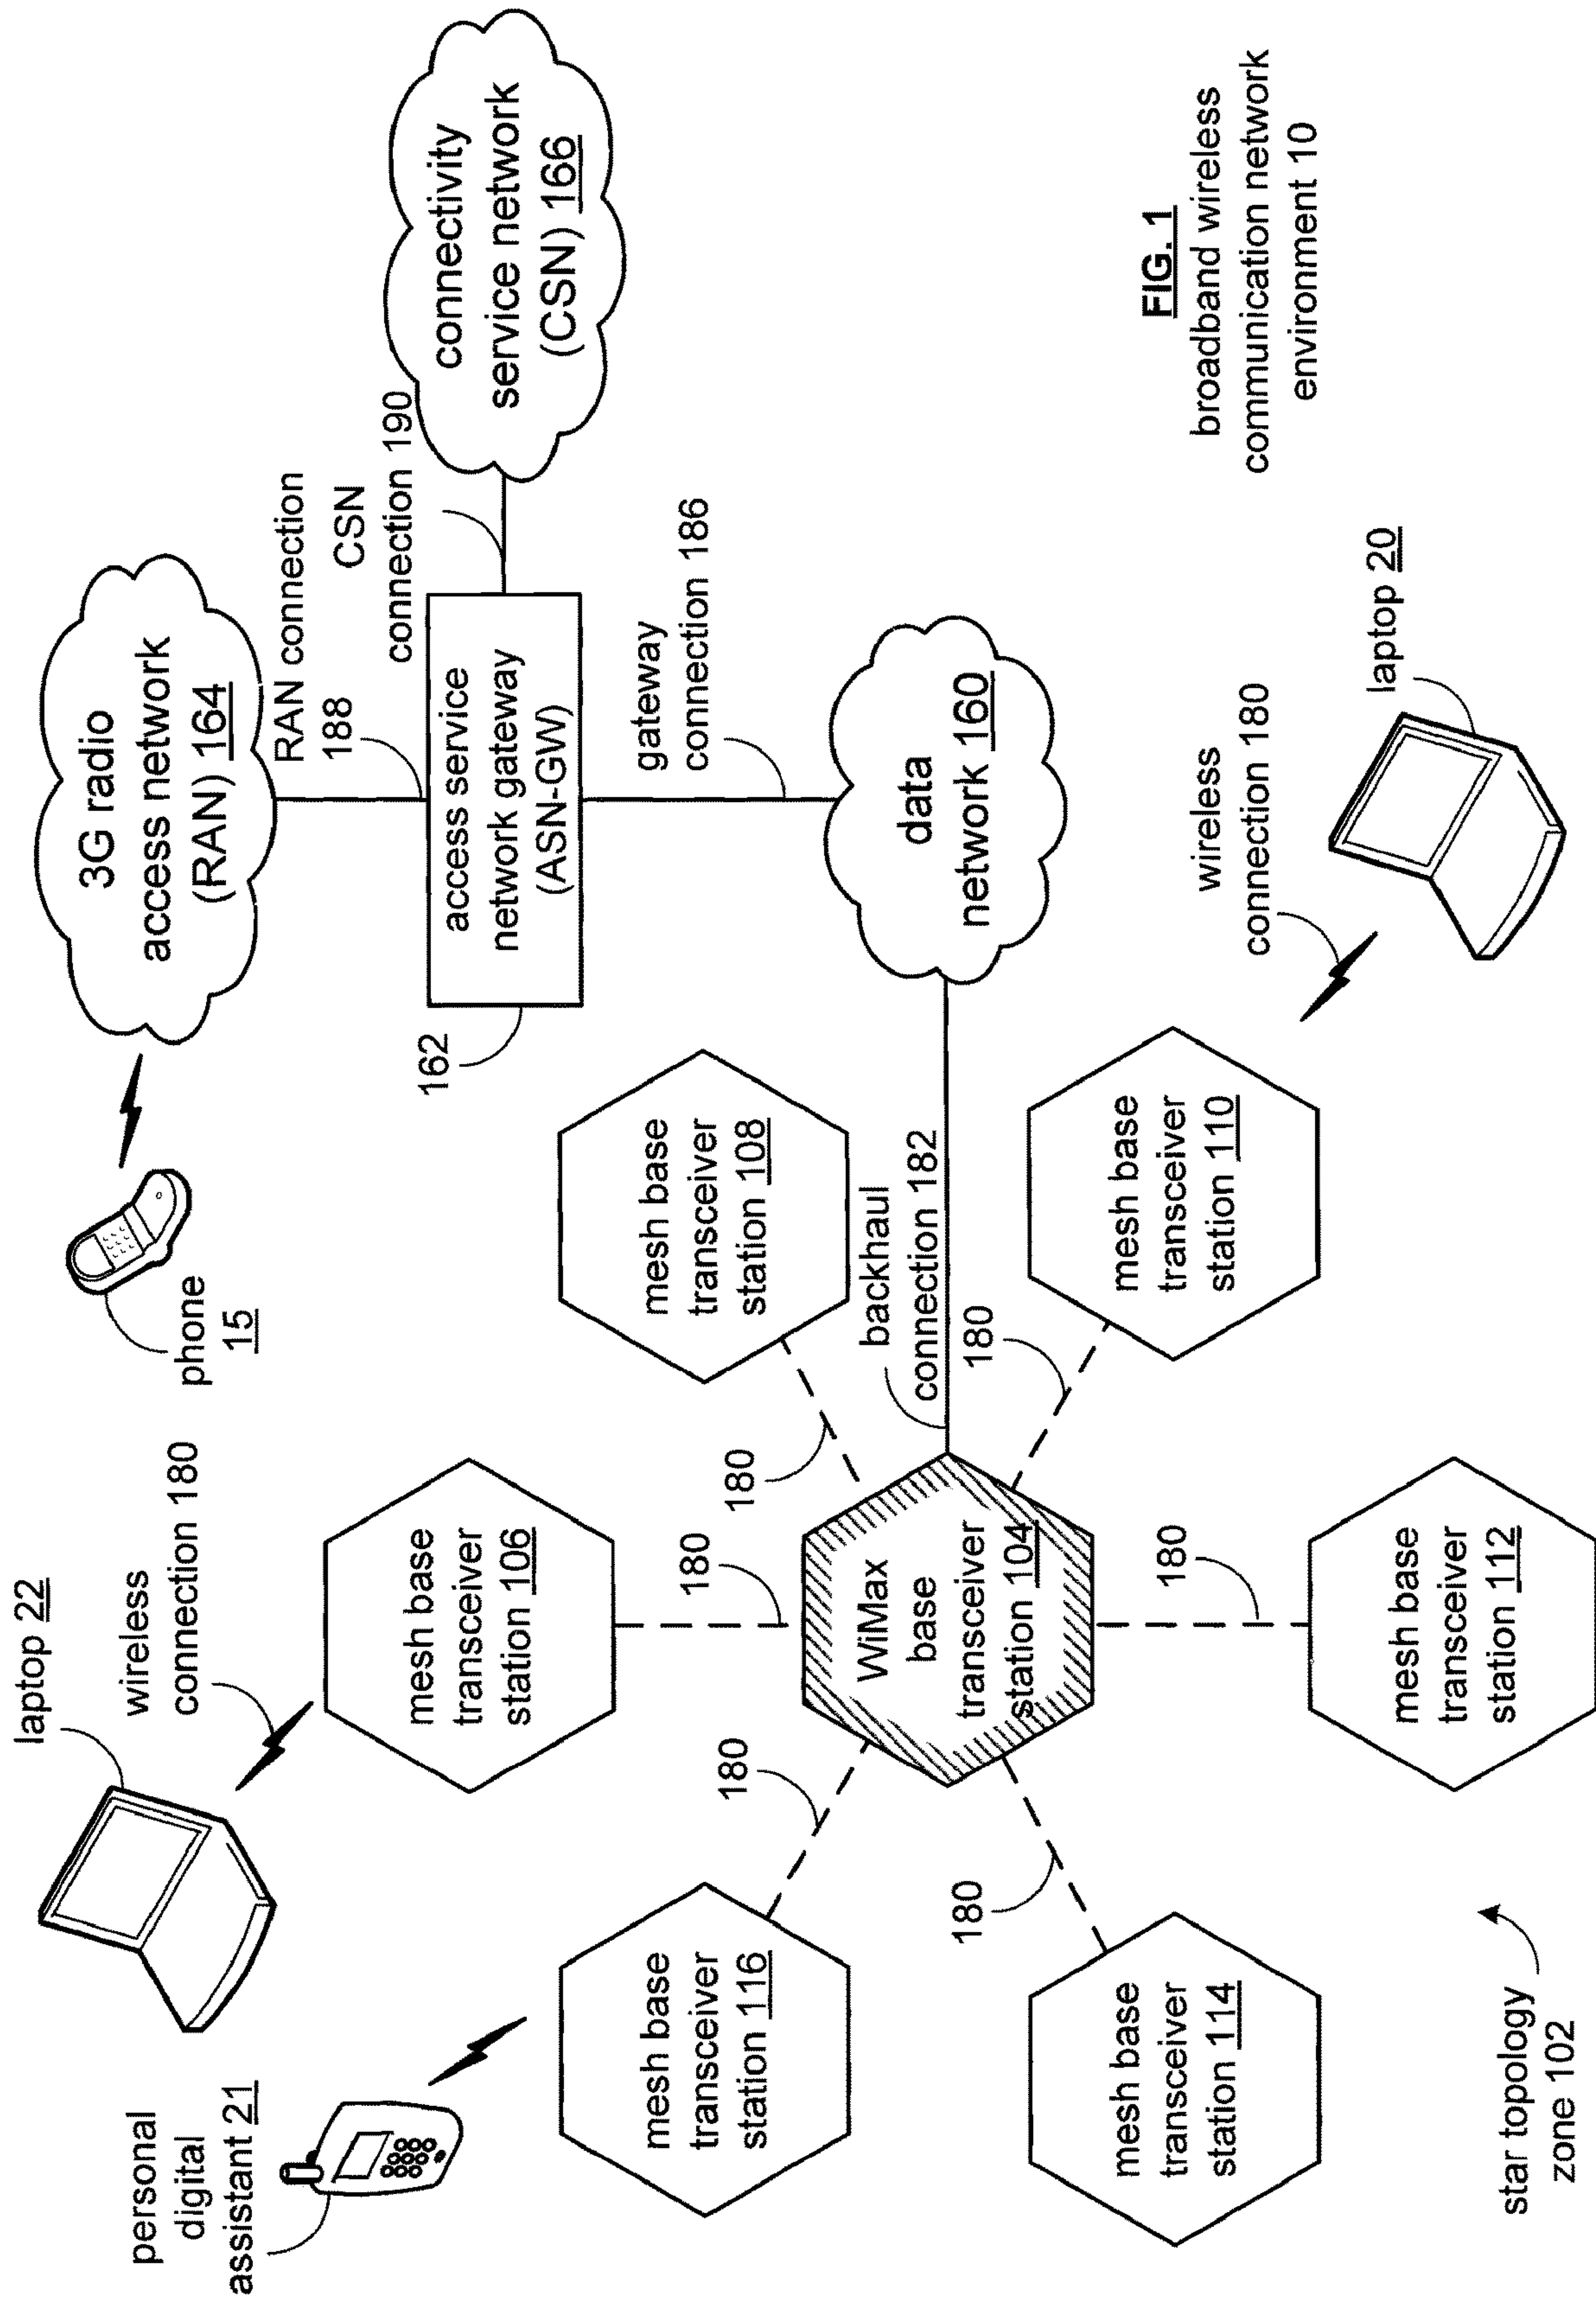 personal
digital
assistant 21
laptop 22
wireless
connection 180
phone
15
3G radio
access network
(RAN) 164
RAN connection
188
CSN
connection 190
connectivity
service network
(CSN) 166
162
access service
network gateway
(ASN-GW)
gateway
connection 186
data
network 160
mesh base
transceiver
station 116
mesh base
transceiver
station 106
mesh base
transceiver
station 108
180
180
180
WiMax
base
transceiver
station 104
backhaul
connection 182
180
180
180
mesh base
transceiver
station 114
mesh base
transceiver
station 112
mesh base
transceiver
station 110
wireless
connection 180
laptop 20
star topology
zone 102
FIG. 1
broadband wireless
communication network
environment 10